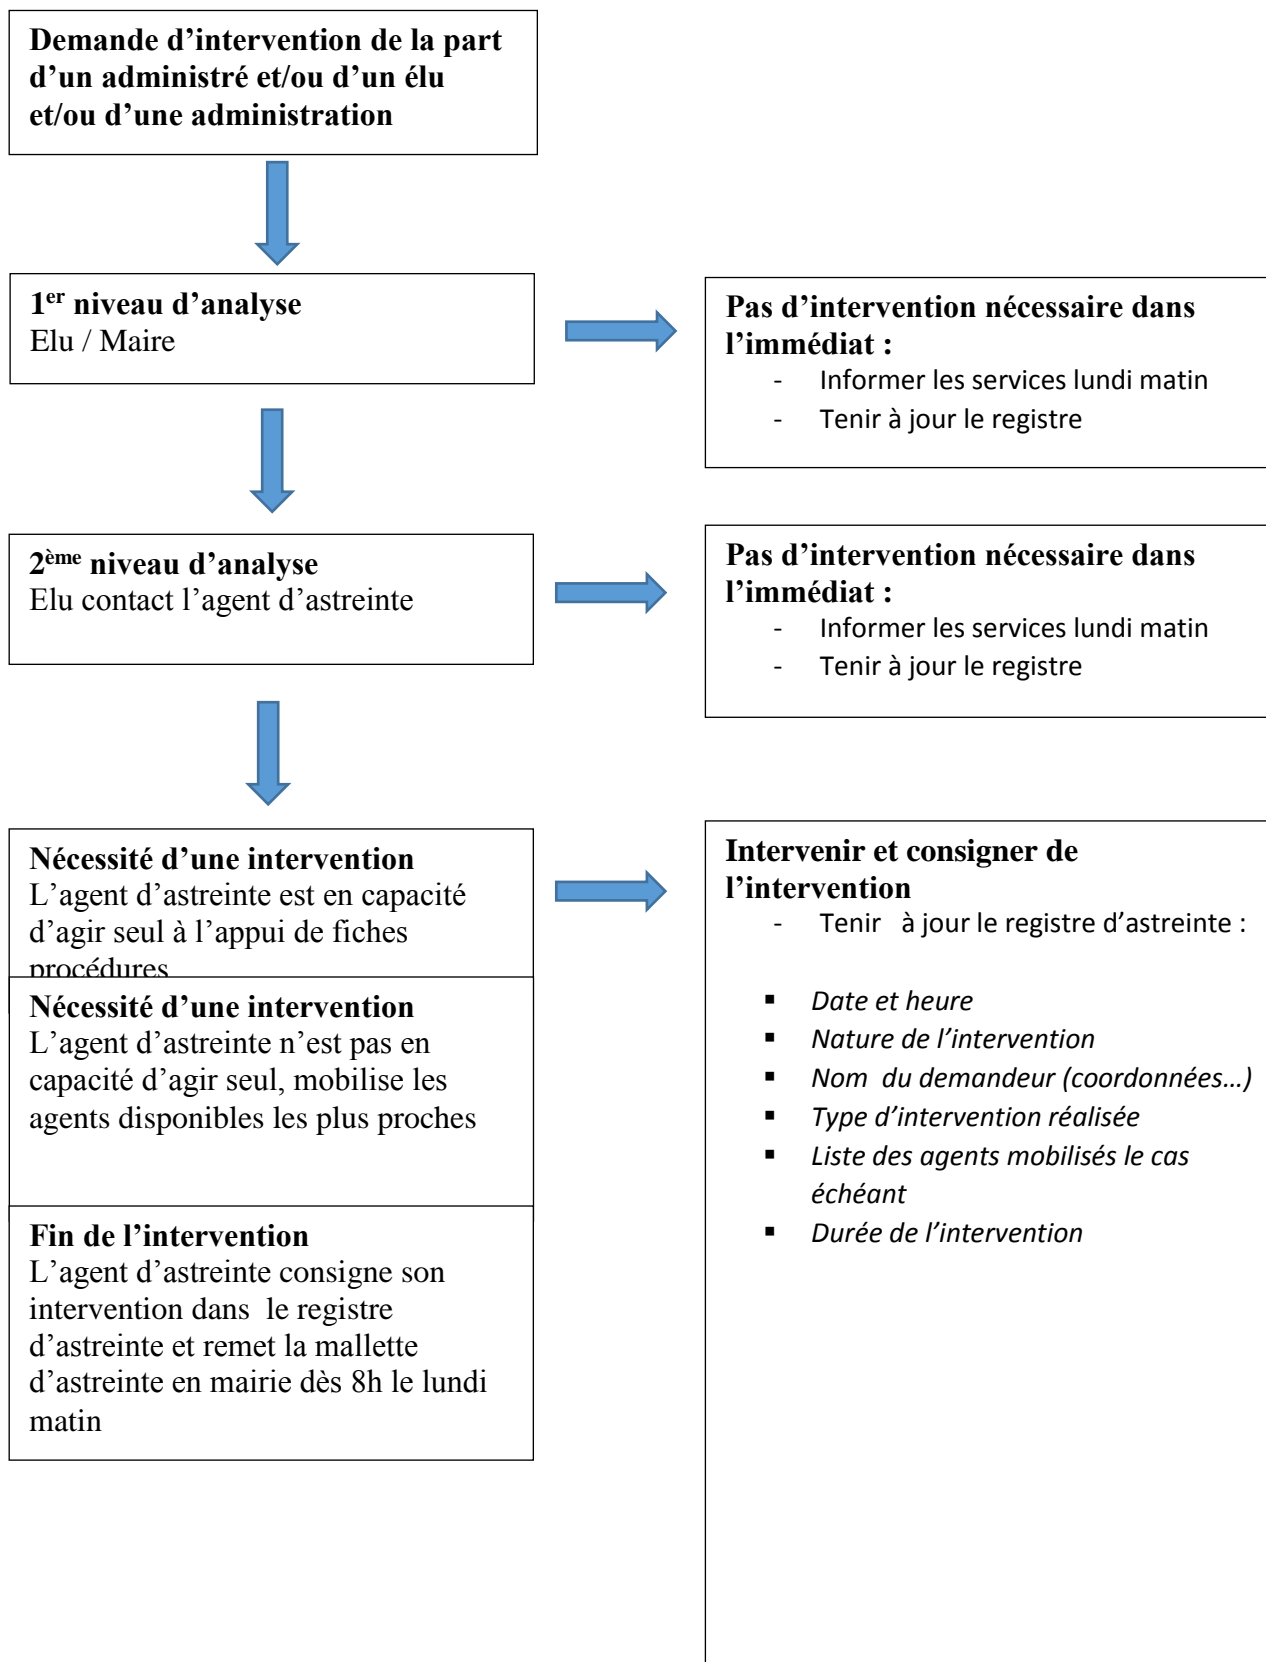 Demande d’intervention de la part
d’un administré et/ou d’un élu
et/ou d’une administration
1er niveau d’analyse
Elu / Maire
Pas d’intervention nécessaire dans
l’immédiat :
- Informer les services lundi matin
- Tenir à jour le registre
2ème niveau d’analyse
Elu contact l’agent d’astreinte
Pas d’intervention nécessaire dans
l’immédiat :
- Informer les services lundi matin
- Tenir à jour le registre
Nécessité d’une intervention
L’agent d’astreinte est en capacité
d’agir seul à l’appui de fiches
procédures
Nécessité d’une intervention
L’agent d’astreinte n’est pas en
capacité d’agir seul, mobilise les
agents disponibles les plus proches
Fin de l’intervention
L’agent d’astreinte consigne son
intervention dans  le registre
d’astreinte et remet la mallette
d’astreinte en mairie dès 8h le lundi
matin
Intervenir et consigner de
l’intervention
- Tenir   à jour le registre d’astreinte :
▪ Date et heure
▪ Nature de l’intervention
▪ Nom  du demandeur (coordonnées…)
▪ Type d’intervention réalisée
▪ Liste des agents mobilisés le cas
échéant
▪ Durée de l’intervention